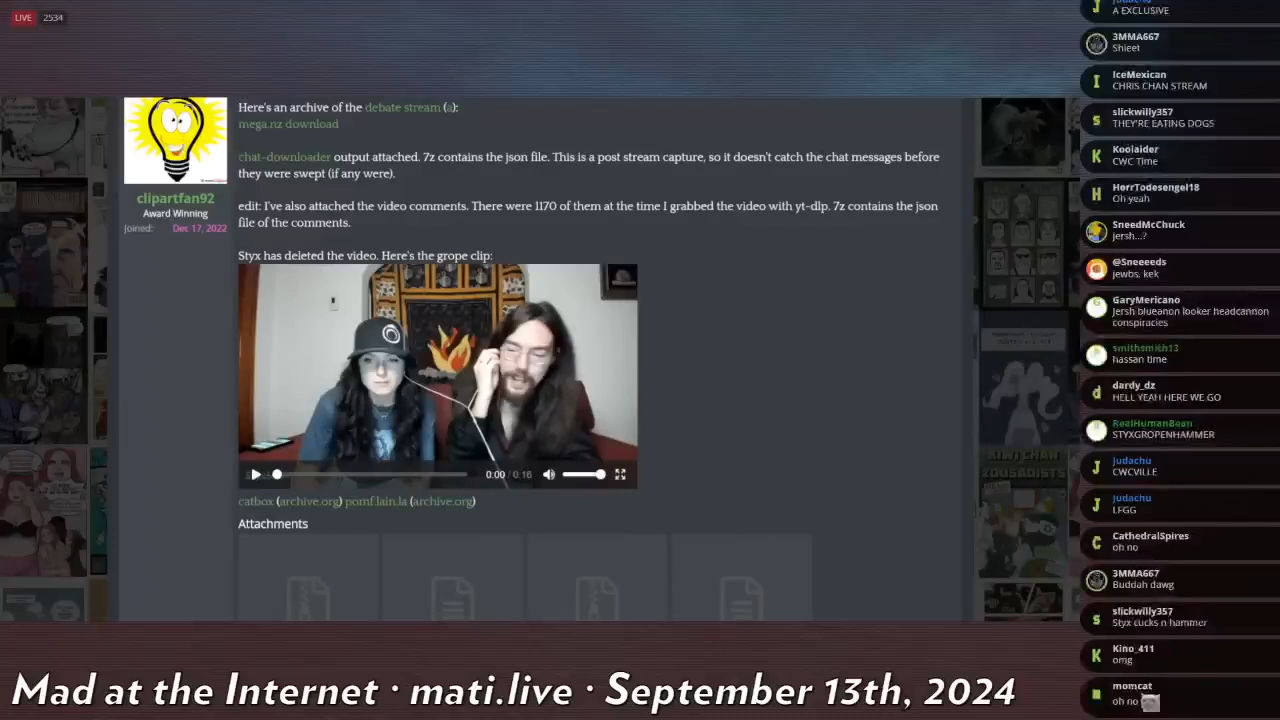 LIVE 2534
Here's an archive of the debate stream (a):
mega.nz download
chat-downloader output attached. 7z contains the json file. This is a post stream capture, so it doesn't catch the chat messages before
they were swept (if any were).
clipartfan92
Award Winning
Joined: Dec 17, 2022
edit: I've also attached the video comments. There were 1170 of them at the time I grabbed the video with yt-dlp. 7z contains the json
file of the comments.
Styx has deleted the video. Here's the grope clip:
0:00 / 0:16
catbox (archive.org) pomf.lain.la (archive.org)
Attachments
KIWI CHAN
ZOOSADISTS
Mad at the Internet · mati.live · September 13th, 2024
Judachu
A EXCLUSIVE
3MMA667
Shieet
IceMexican
CHRIS CHAN STREAM
slickwilly357
THEY'RE EATING DOGS
Koolaider
CWC Time
HerrTodesengel18
Oh yeah
SneedMcChuck
jersh...?
@Sneeeeds
jewbs, kek
GaryMericano
Jersh blueanon looker headcannon
conspiracies
smithsmith13
hassan time
dardy_dz
HELL YEAH HERE WE GO
RealHumanBean
STYXGROPENHAMMER
Judachu
CWCVILLE
Judachu
LFGG
CathedralSpires
oh no
3MMA667
Buddah dawg
slickwilly357
Styx cucks n hammer
Kino_411
omg
momcat
oh no